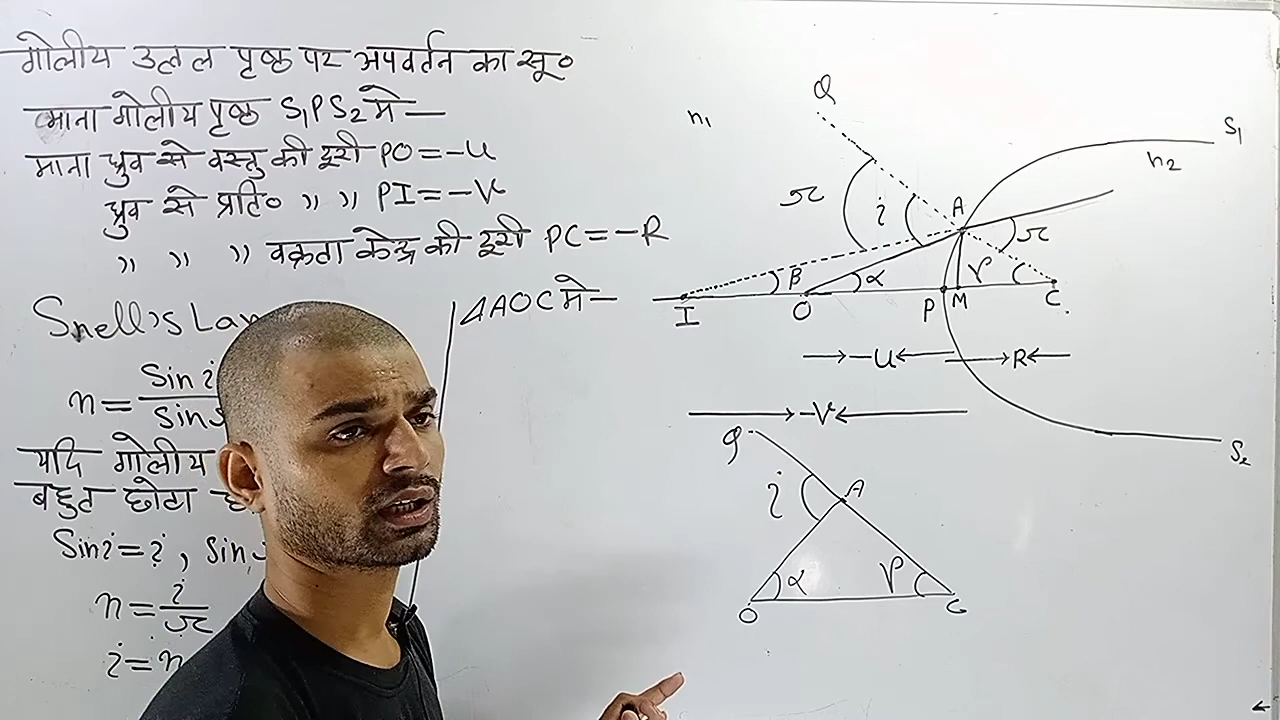 गोलीय उत्तल पृष्ठ पर अपवर्तन का सू०
माना गोलीय पृष्ठ S₁PS₂ में —
माना ध्रुव से वस्तु की दूरी PO = -u
ध्रुव से प्रति० " " PI = -v
" " " वक्रता केन्द्र की दूरी PC = -R
Snell's Law
n = sin i / sin
यदि गोलीय
बहुत छोटा
Sin i = i, sin
n = i / r
i = n
ΔAOC में —
Q
n₁
S₁
n₂
r
i
A
r
β
α
γ
I
O
P
M
C
-u
R
-v
S₂
Q
i
A
α
γ
O
C